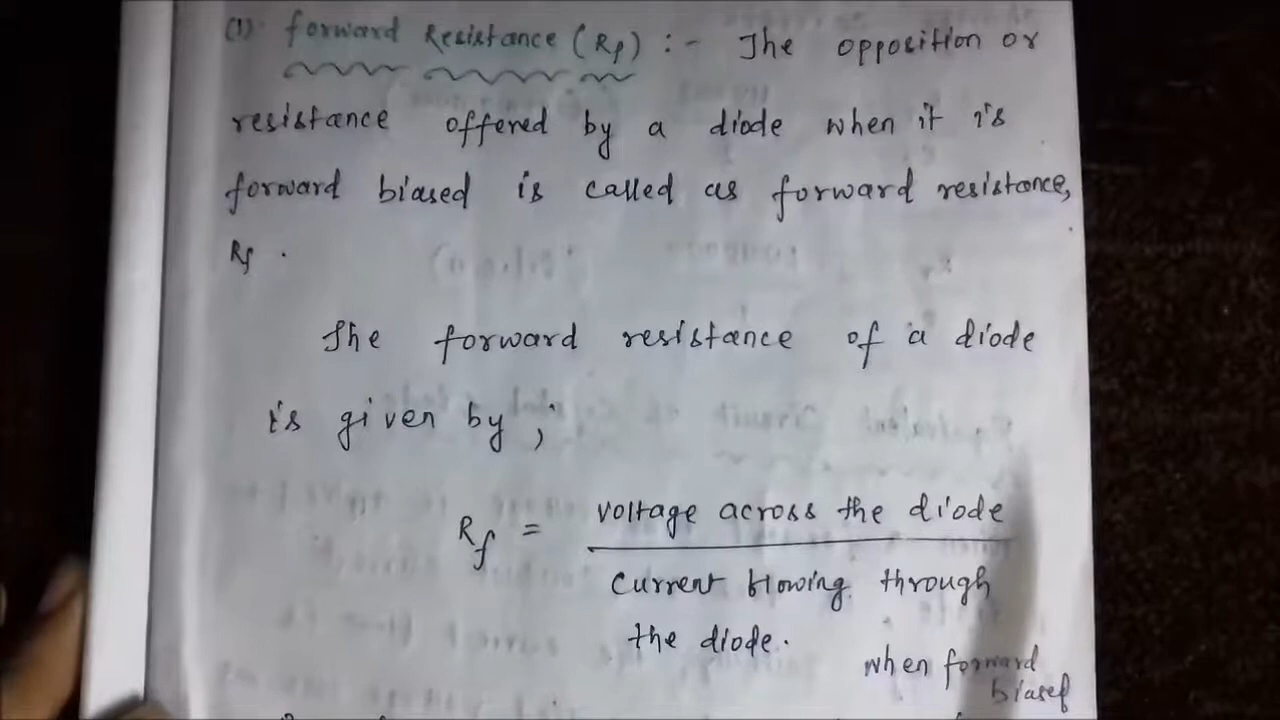 (1) forward Resistance (Rf) :- The opposition or
resistance offered by a diode when it is
forward biased is called as forward resistance,
Rf .
The forward resistance of a diode
is given by ;
Rf = voltage across the diode
current flowing through
the diode.
when forward
biased